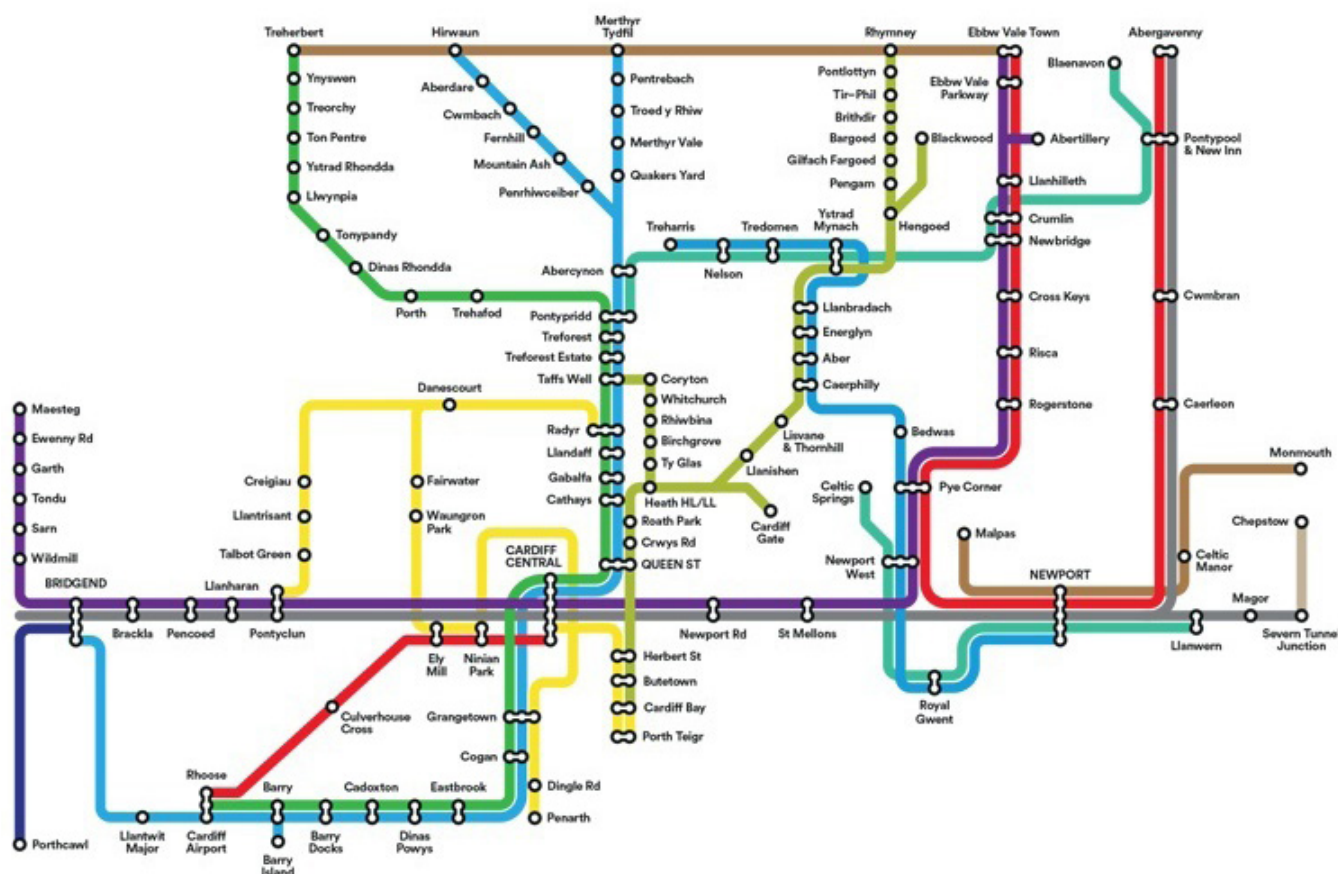 Treherbert
Hirwaun
Merthyr
Tydfil
Rhymney
Ebbw Vale Town
Abergavenny
Ynyswen
Treorchy
Ton Pentre
Ystrad Rhondda
Llwynpia
Tonypandy
Dinas Rhondda
Porth
Trehafod
Aberdare
Cwmbach
Fernhill
Mountain Ash
Penrhiwceiber
Pentrebach
Troed y Rhiw
Merthyr Vale
Quakers Yard
Abercynon
Pontypridd
Treforest
Treforest Estate
Taffs Well
Radyr
Llandaff
Gabalfa
Cathays
Pontlottyn
Tir-Phil
Brithdir
Bargoed
Gilfach Fargoed
Pengam
Blackwood
Hengoed
Treharris
Nelson
Tredomen
Ystrad
Mynach
Llanbradach
Energlyn
Aber
Caerphilly
Lisvane
& Thornhill
Llanishen
Coryton
Whitchurch
Rhiwbina
Birchgrove
Ty Glas
Heath HL/LL
Cardiff
Gate
Roath Park
Crwys Rd
QUEEN ST
Ebbw Vale
Parkway
Abertillery
Llanhilleth
Crumlin
Newbridge
Cross Keys
Risca
Rogerstone
Pye Corner
Bedwas
Blaenavon
Pontypool
& New Inn
Cwmbran
Caerleon
Celtic
Springs
Newport
West
Malpas
NEWPORT
Monmouth
Chepstow
Celtic
Manor
Magor
Severn Tunnel
Junction
Llanwern
Royal
Gwent
Newport Rd
St Mellons
Maesteg
Ewenny Rd
Garth
Tondu
Sarn
Wildmill
BRIDGEND
Brackla
Pencoed
Llanharan
Pontyclun
Talbot Green
Llantrisant
Creigiau
Danescourt
Fairwater
Waungron
Park
CARDIFF
CENTRAL
Ely
Mill
Ninian
Park
Herbert St
Butetown
Cardiff Bay
Porth Teigr
Culverhouse
Cross
Grangetown
Cogan
Dingle Rd
Penarth
Rhoose
Cardiff
Airport
Barry
Barry
Island
Barry
Docks
Cadoxton
Dinas
Powys
Eastbrook
Llantwit
Major
Porthcawl